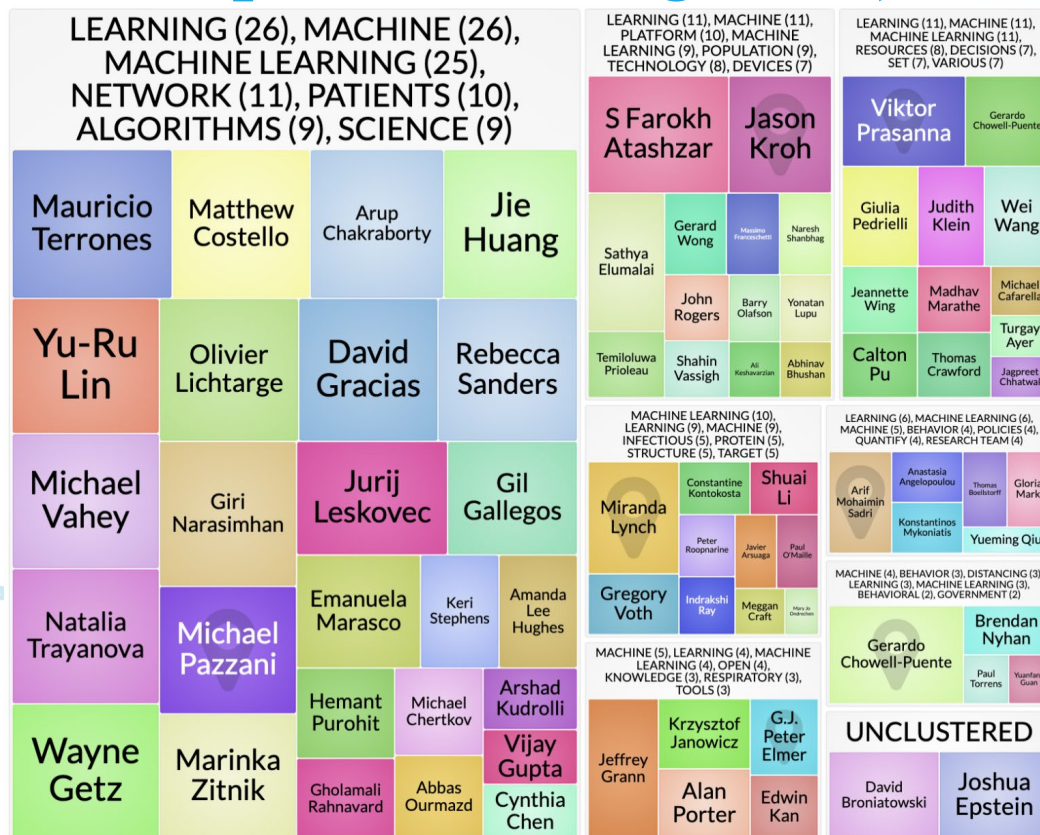 LEARNING (26), MACHINE (26),
MACHINE LEARNING (25),
NETWORK (11), PATIENTS (10),
ALGORITHMS (9), SCIENCE (9)
Mauricio
Terrones
Matthew
Costello
Arup
Chakraborty
Jie
Huang
Yu-Ru
Lin
Olivier
Lichtarge
David
Gracias
Rebecca
Sanders
Michael
Vahey
Giri
Narasimhan
Jurij
Leskovec
Gil
Gallegos
Natalia
Trayanova
Michael
Pazzani
Emanuela
Marasco
Keri
Stephens
Amanda
Lee
Hughes
Hemant
Purohit
Michael
Chertkov
Arshad
Kudrolli
Vijay
Gupta
Wayne
Getz
Marinka
Zitnik
Gholamali
Rahnavard
Abbas
Ourmazd
Cynthia
Chen
LEARNING (11), MACHINE (11),
PLATFORM (10), MACHINE
LEARNING (9), POPULATION (9),
TECHNOLOGY (8), DEVICES (7)
S Farokh
Atashzar
Jason
Kroh
Sathya
Elumalai
Gerard
Wong
Massimo
Franceschetti
Naresh
Shanbhag
John
Rogers
Barry
Olafson
Yonatan
Lupu
Temiloluwa
Prioleau
Shahin
Vassigh
Ali
Keshavarzian
Abhinav
Bhushan
LEARNING (11), MACHINE (11),
MACHINE LEARNING (11),
RESOURCES (8), DECISIONS (7),
SET (7), VARIOUS (7)
Viktor
Prasanna
Gerardo
Chowell-Puente
Giulia
Pedrielli
Judith
Klein
Wei
Wang
Jeannette
Wing
Madhav
Marathe
Michael
Cafarella
Turgay
Ayer
Calton
Pu
Thomas
Crawford
Jagpreet
Chhatwal
MACHINE LEARNING (10),
LEARNING (9), MACHINE (9),
INFECTIOUS (5), PROTEIN (5),
STRUCTURE (5), TARGET (5)
Miranda
Lynch
Constantine
Kontokosta
Shuai
Li
Peter
Roopnarine
Javier
Arsuaga
Paul
O'Maille
Gregory
Voth
Indrakshi
Ray
Meggan
Craft
Mary Jo
Ondrechen
LEARNING (6), MACHINE LEARNING (6),
MACHINE (5), BEHAVIOR (4), POLICIES (4),
QUANTIFY (4), RESEARCH TEAM (4)
Arif
Mohaimin
Sadri
Anastasia
Angelopoulou
Thomas
Boellstorff
Gloria
Mark
Konstantinos
Mykoniatis
Yueming Qiu
MACHINE (4), BEHAVIOR (3), DISTANCING (3),
LEARNING (3), MACHINE LEARNING (3),
BEHAVIORAL (2), GOVERNMENT (2)
Gerardo
Chowell-Puente
Brendan
Nyhan
Paul
Torrens
Yuanfang
Guan
MACHINE (5), LEARNING (4), MACHINE
LEARNING (4), OPEN (4),
KNOWLEDGE (3), RESPIRATORY (3),
TOOLS (3)
Jeffrey
Grann
Krzysztof
Janowicz
G.J.
Peter
Elmer
Alan
Porter
Edwin
Kan
UNCLUSTERED
David
Broniatowski
Joshua
Epstein